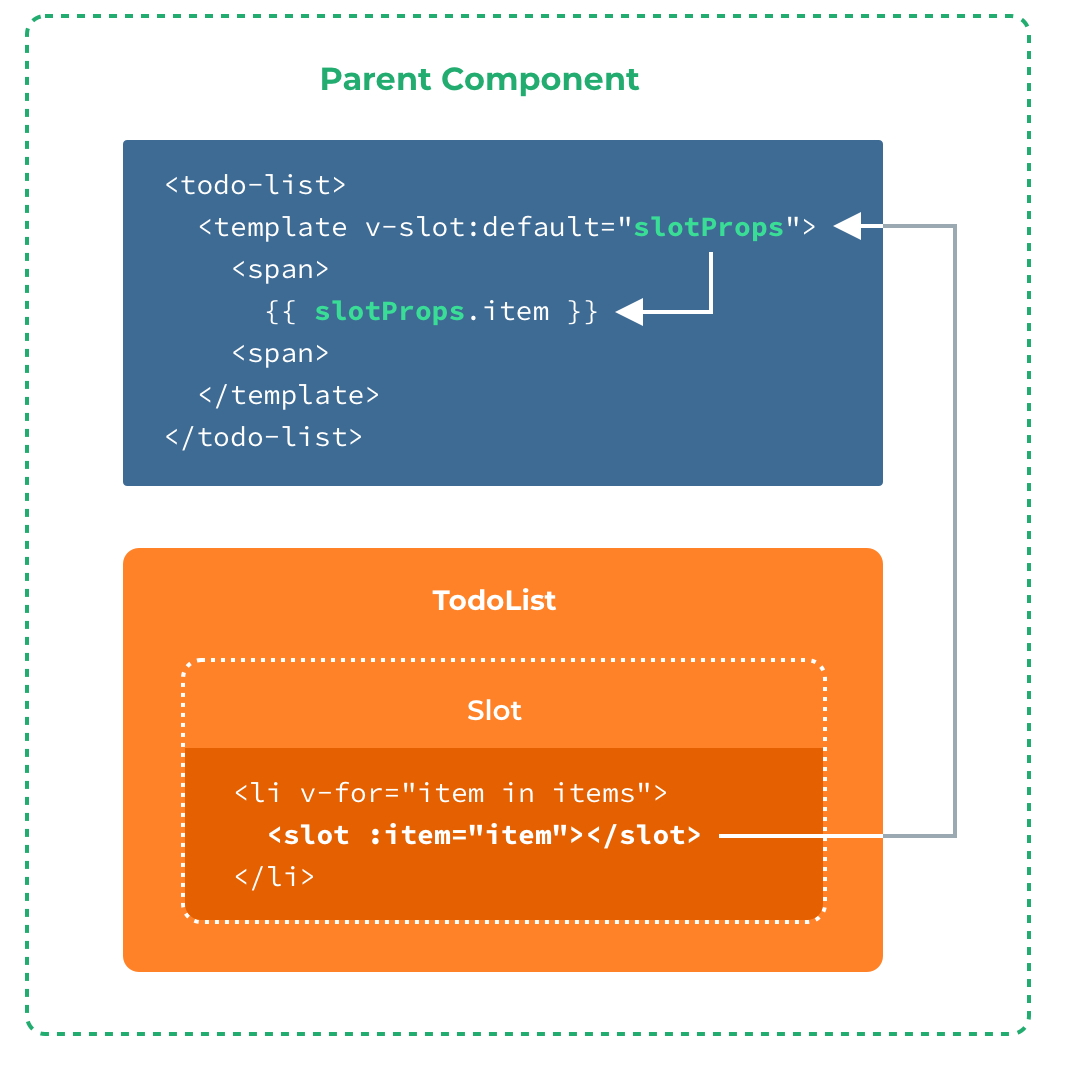 Parent Component
<todo-list>
<template v-slot:default="slotProps">
<span>
{{ slotProps.item }}
<span>
</template>
</todo-list>
TodoList
Slot
<li v-for="item in items">
<slot :item="item"></slot>
</li>